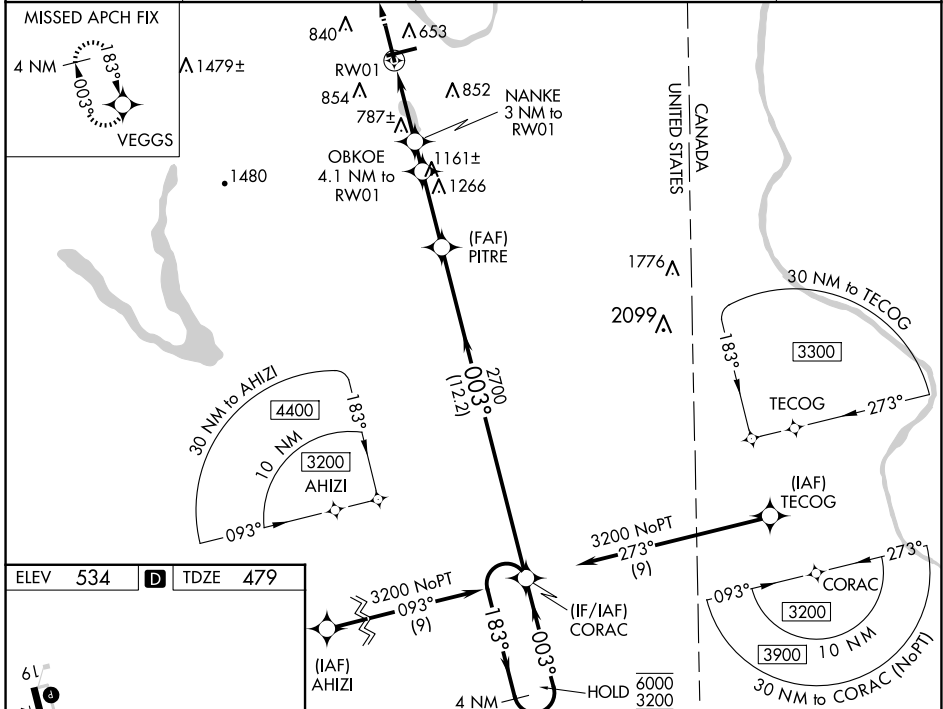 MISSED APCH FIX
4 NM
183°
003°
VEGGS
1479±
840
653
RW01
854
852
787±
NANKE
3 NM to
RW01
OBKOE
4.1 NM to
RW01
1161±
1266
1480
(FAF)
PITRE
CANADA
UNITED STATES
1776
2099
30 NM to TECOG
183°
3300
TECOG
273°
2700
003°
(12.2)
30 NM to AHIZI
4400
183°
10 NM
3200
AHIZI
093°
(IAF)
TECOG
3200 NoPT
273°
(9)
3200 NoPT
093°
(9)
(IAF)
AHIZI
(IF/IAF)
CORAC
183°
003°
4 NM
HOLD 6000
3200
093°
273°
CORAC
3200
10 NM
3900
30 NM to CORAC (NoPT)
ELEV 534 D TDZE 479
19
P